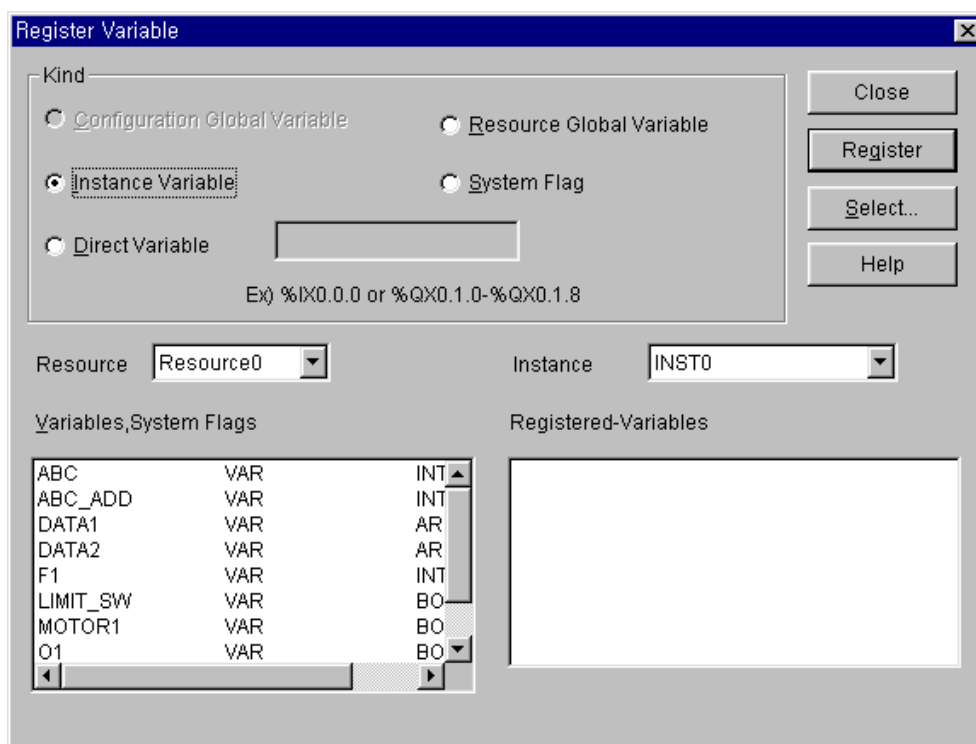 Register Variable
Kind
Configuration Global Variable
Resource Global Variable
Instance Variable
System Flag
Direct Variable
Ex) %IX0.0.0 or %QX0.1.0-%QX0.1.8
Close
Register
Select...
Help
Resource Resource0
Instance INST0
Variables,System Flags
ABC VAR INT
ABC_ADD VAR INT
DATA1 VAR AR
DATA2 VAR AR
F1 VAR INT
LIMIT_SW VAR BO
MOTOR1 VAR BO
O1 VAR BO
Registered-Variables